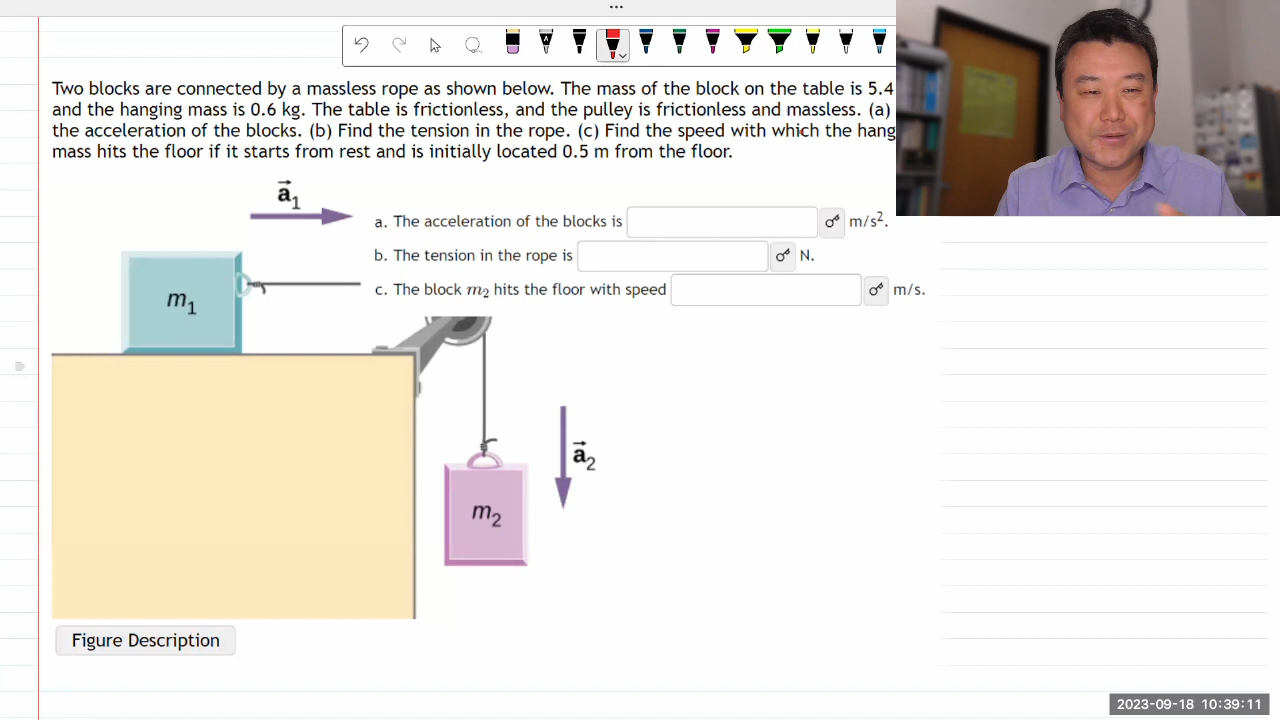 Two blocks are connected by a massless rope as shown below. The mass of the block on the table is 5.4
and the hanging mass is 0.6 kg. The table is frictionless, and the pulley is frictionless and massless. (a)
the acceleration of the blocks. (b) Find the tension in the rope. (c) Find the speed with which the hang
mass hits the floor if it starts from rest and is initially located 0.5 m from the floor.
a⃗₁
a. The acceleration of the blocks is m/s².
b. The tension in the rope is N.
c. The block m₂ hits the floor with speed m/s.
m₁
a⃗₂
m₂
Figure Description
2023-09-18 10:39:11